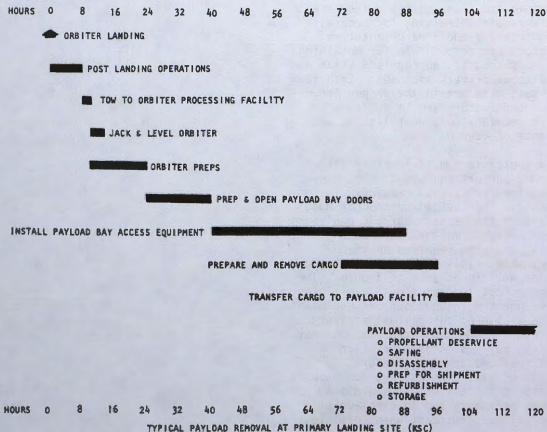 HOURS 0 8 16 24 32 40 48 56 64 72 80 88 96 104 112 120
ORBITER LANDING
POST LANDING OPERATIONS
TOW TO ORBITER PROCESSING FACILITY
JACK & LEVEL ORBITER
ORBITER PREPS
PREP & OPEN PAYLOAD BAY DOORS
INSTALL PAYLOAD BAY ACCESS EQUIPMENT
PREPARE AND REMOVE CARGO
TRANSFER CARGO TO PAYLOAD FACILITY
PAYLOAD OPERATIONS
o PROPELLANT DESERVICE
o SAFING
o DISASSEMBLY
o PREP FOR SHIPMENT
o REFURBISHMENT
o STORAGE
HOURS 0 8 16 24 32 40 48 56 64 72 80 88 96 104 112 120
TYPICAL PAYLOAD REMOVAL AT PRIMARY LANDING SITE (KSC)